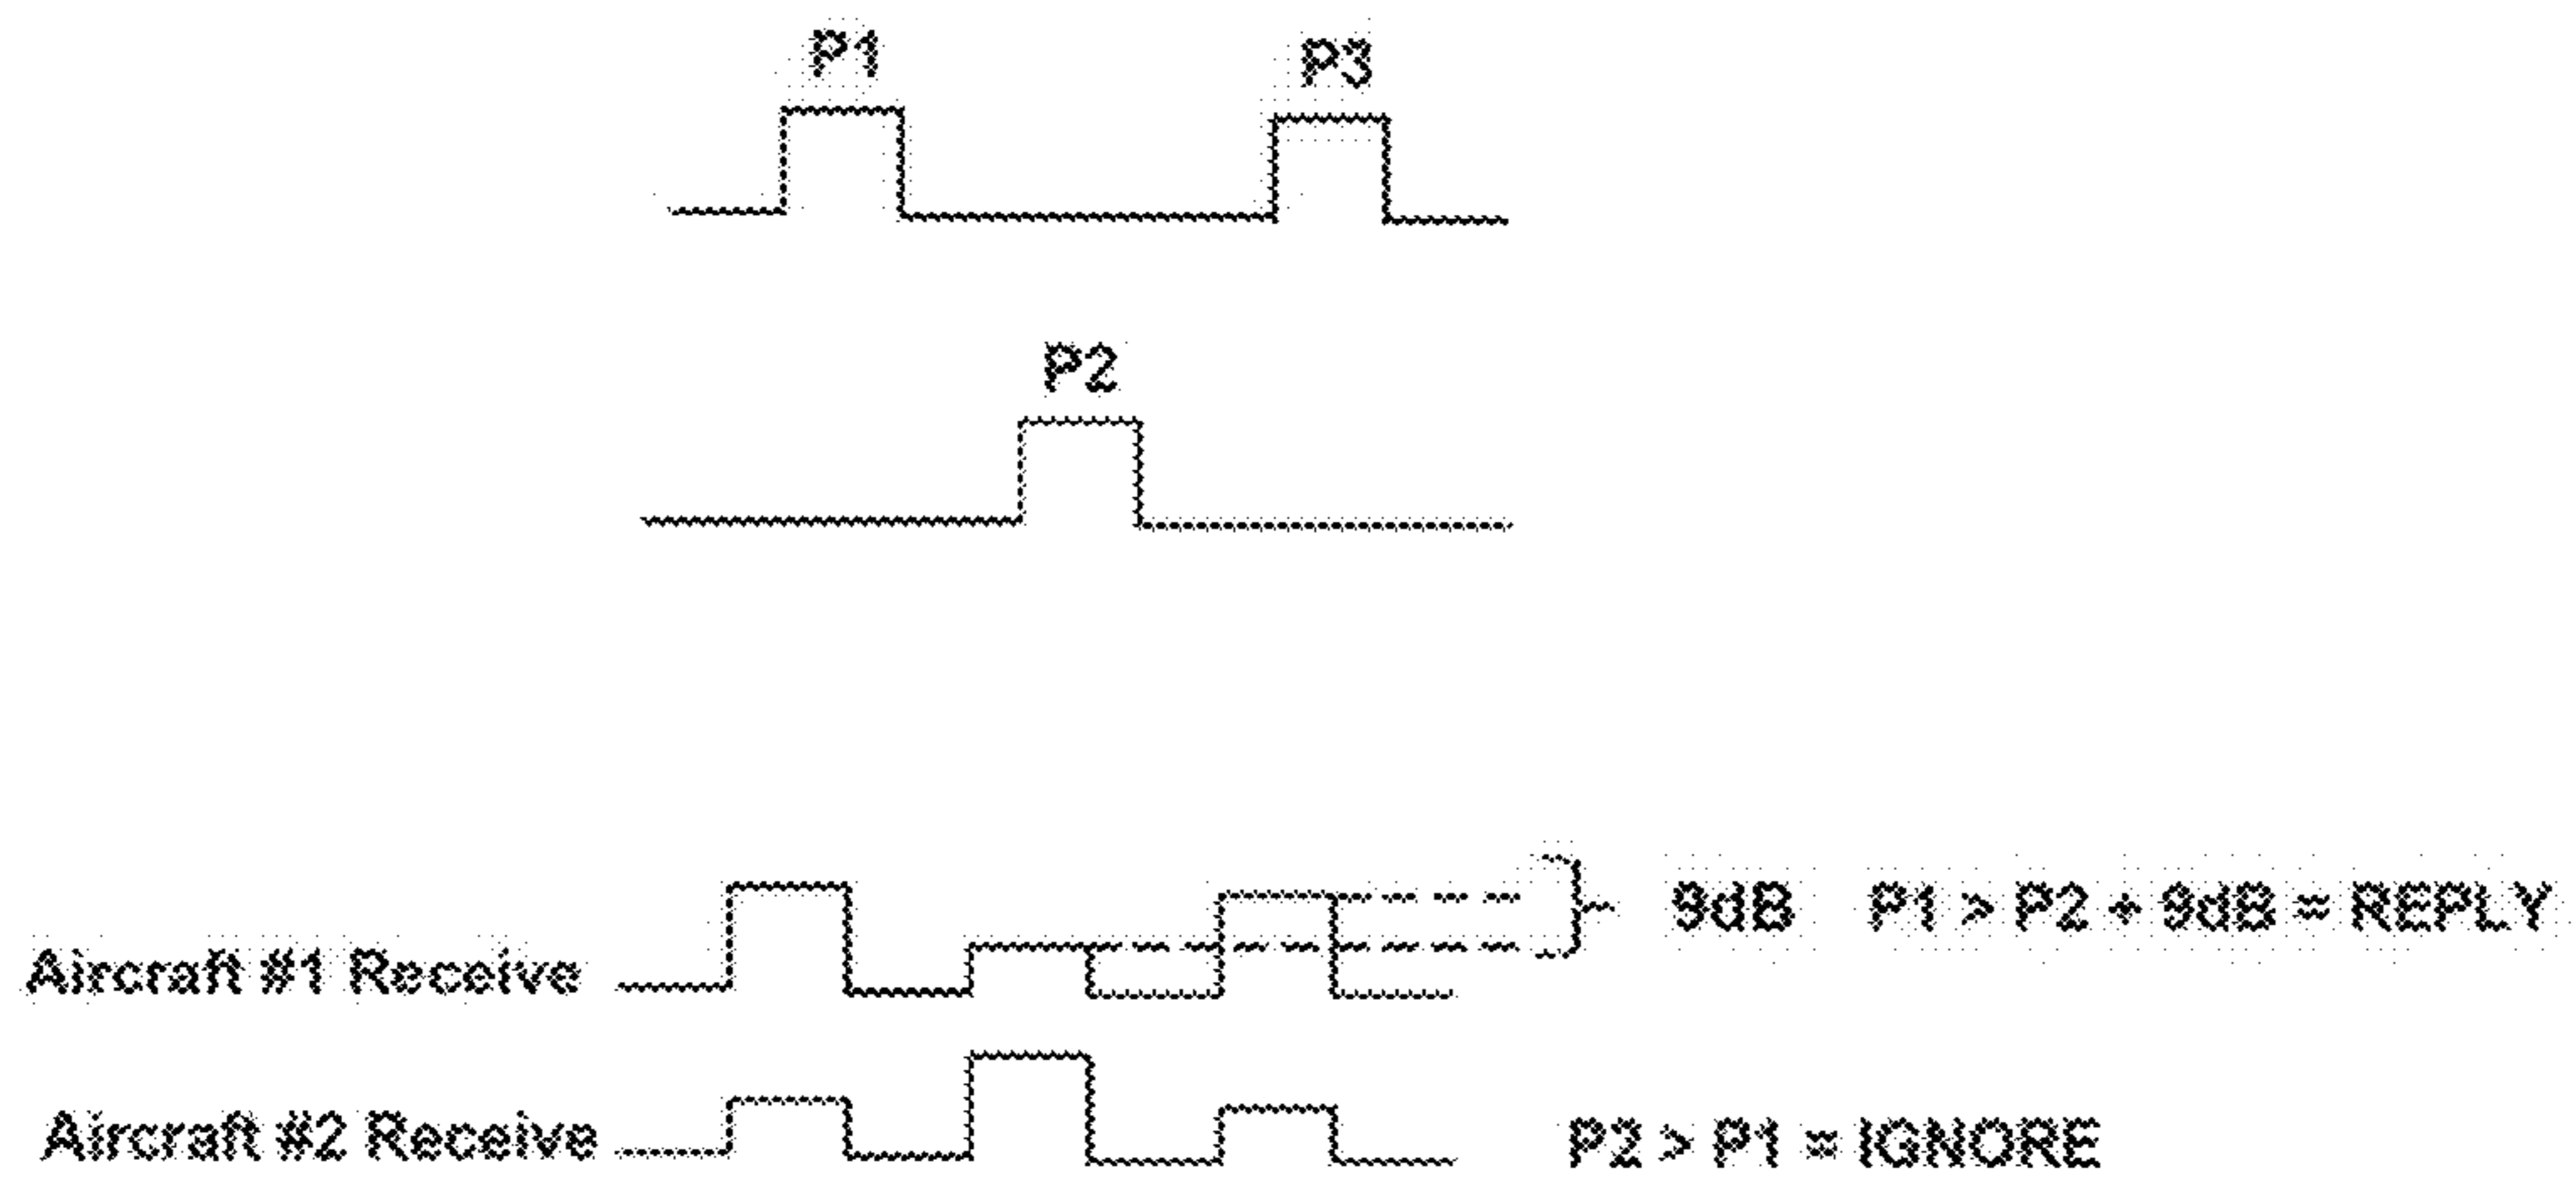 P1 P3
P2
9dB P1 > P2 + 9dB = REPLY
Aircraft #1 Receive
Aircraft #2 Receive P2 > P1 = IGNORE